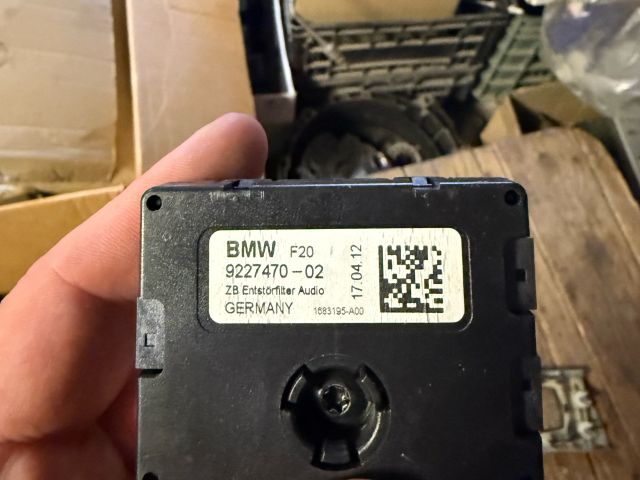 BMW F20
9227470-02
ZB Entstörfilter Audio
GERMANY 1683195-A00
17.04.12
L